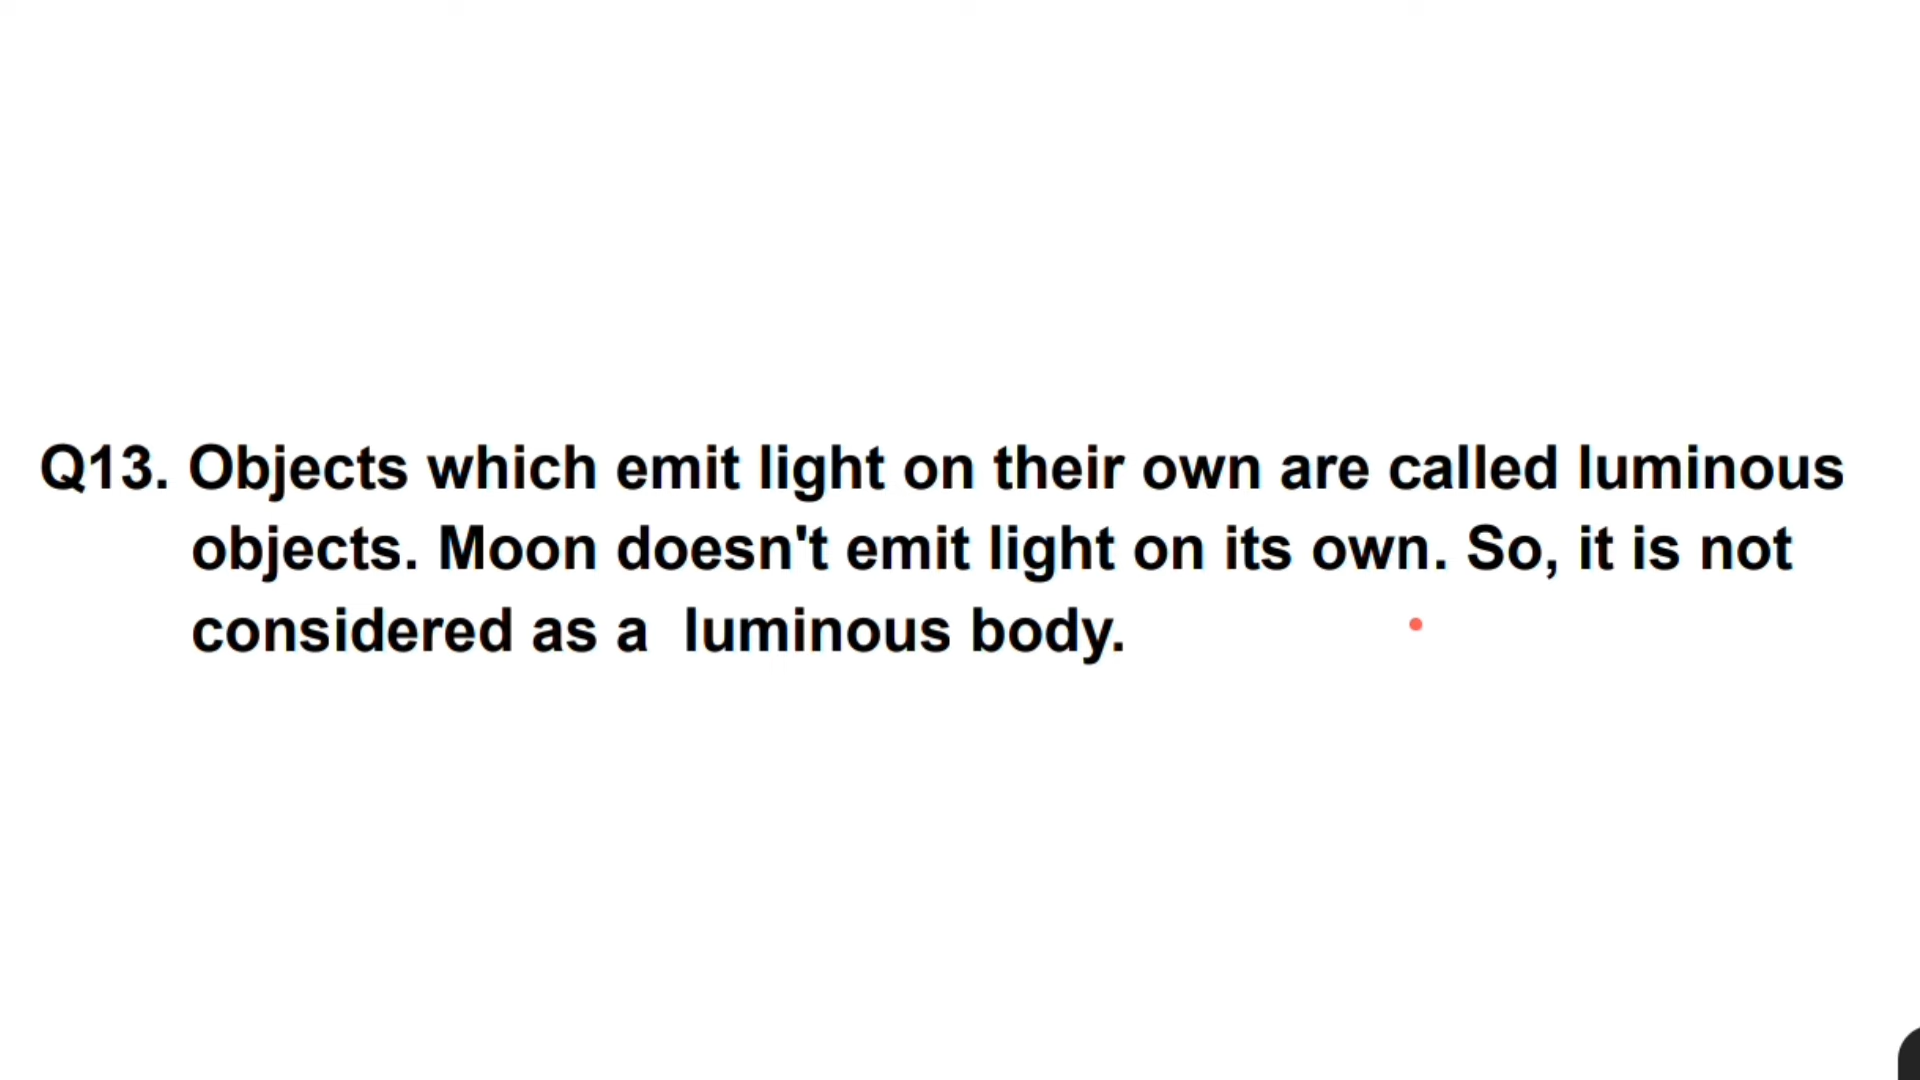 Q13. Objects which emit light on their own are called luminous
objects. Moon doesn't emit light on its own. So, it is not
considered as a  luminous body.